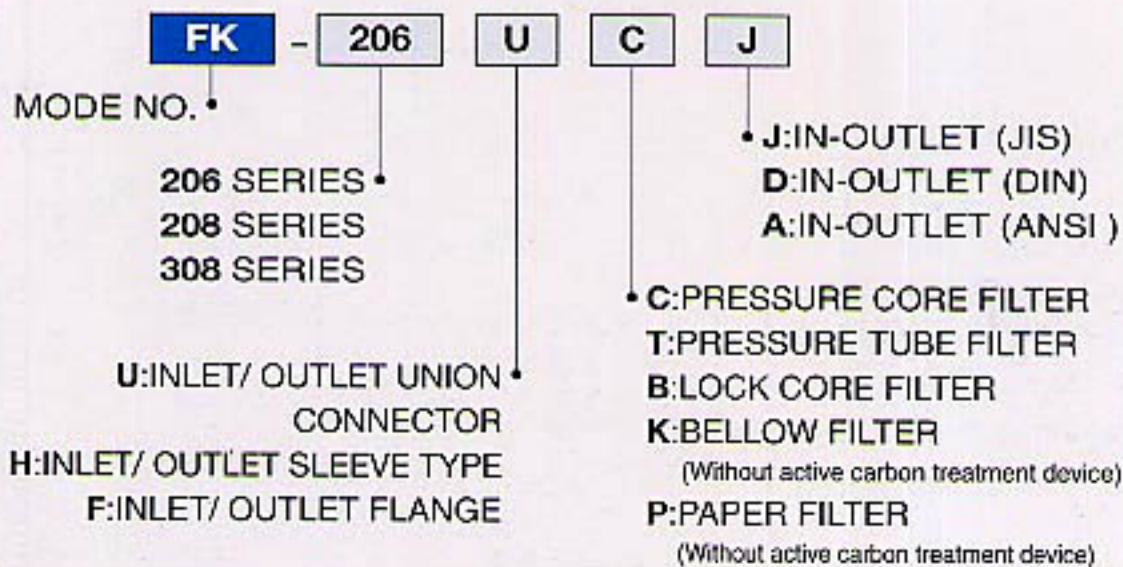 FK - 206 U C J
MODE NO.
206 SERIES
208 SERIES
308 SERIES
U:INLET/ OUTLET UNION
CONNECTOR
H:INLET/ OUTLET SLEEVE TYPE
F:INLET/ OUTLET FLANGE
J:IN-OUTLET (JIS)
D:IN-OUTLET (DIN)
A:IN-OUTLET (ANSI )
C:PRESSURE CORE FILTER
T:PRESSURE TUBE FILTER
B:LOCK CORE FILTER
K:BELLOW FILTER
(Without active carbon treatment device)
P:PAPER FILTER
(Without active carbon treatment device)